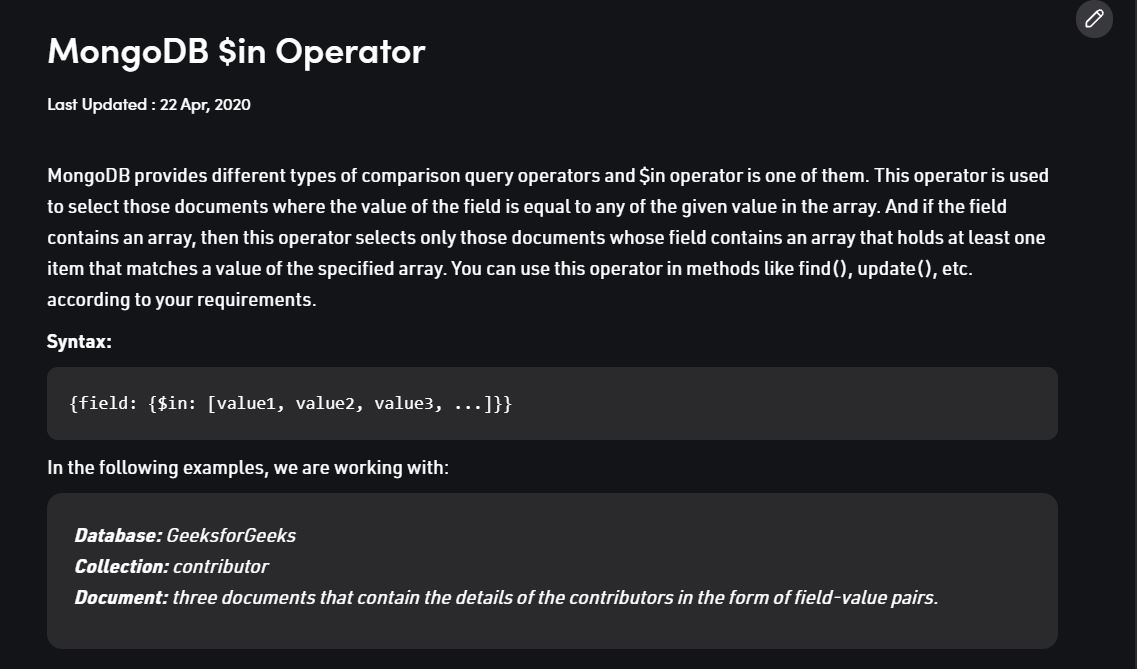 MongoDB $in Operator
Last Updated : 22 Apr, 2020
MongoDB provides different types of comparison query operators and $in operator is one of them. This operator is used
to select those documents where the value of the field is equal to any of the given value in the array. And if the field
contains an array, then this operator selects only those documents whose field contains an array that holds at least one
item that matches a value of the specified array. You can use this operator in methods like find(), update(), etc.
according to your requirements.
Syntax:
{field: {$in: [value1, value2, value3, ...]}}
In the following examples, we are working with:
Database: GeeksforGeeks
Collection: contributor
Document: three documents that contain the details of the contributors in the form of field-value pairs.